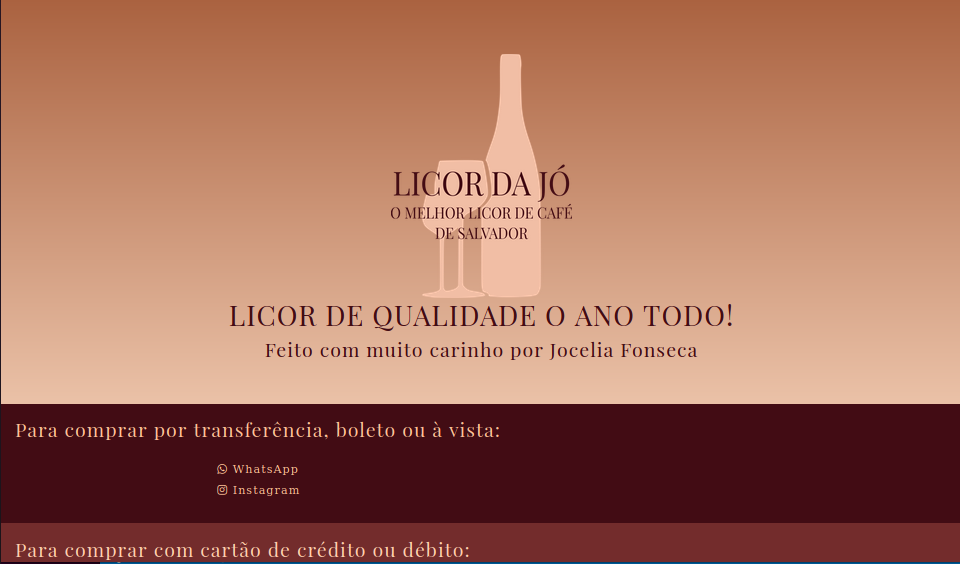 LICOR DA JÓ
O MELHOR LICOR DE CAFÉ
DE SALVADOR
LICOR DE QUALIDADE O ANO TODO!
Feito com muito carinho por Jocelia Fonseca
Para comprar por transferência, boleto ou à vista:
WhatsApp
Instagram
Para comprar com cartão de crédito ou débito: